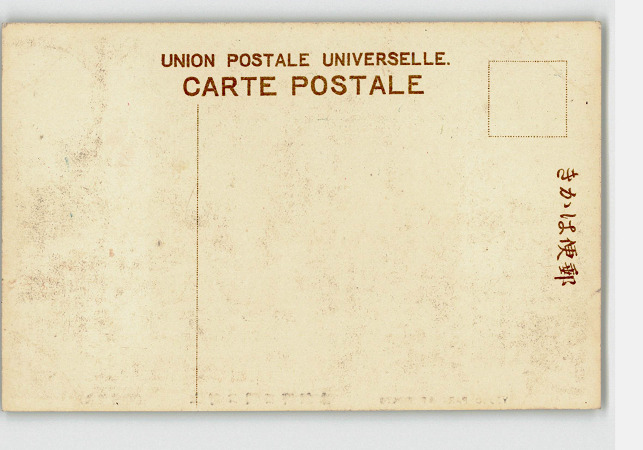 UNION POSTALE UNIVERSELLE.
CARTE POSTALE
きかは便郵